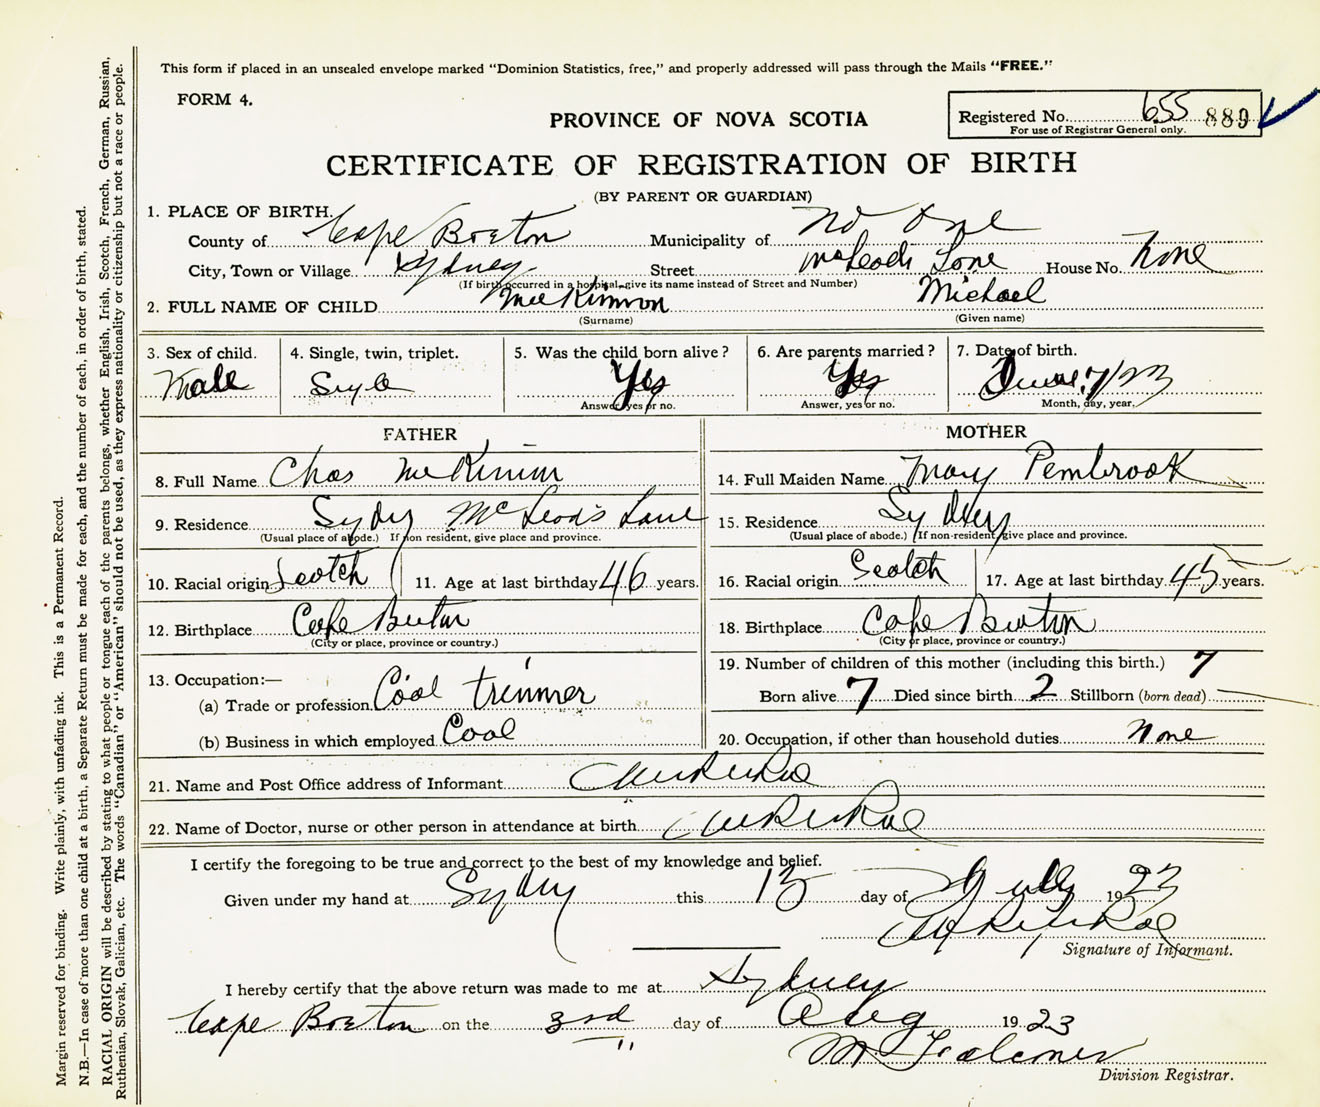 This form if placed in an unsealed envelope marked "Dominion Statistics, free," and properly addressed will pass through the Mails "FREE."
FORM 4.
Registered No. 655 889
For use of Registrar General only.
PROVINCE OF NOVA SCOTIA
CERTIFICATE OF REGISTRATION OF BIRTH
(BY PARENT OR GUARDIAN)
1. PLACE OF BIRTH.
County of Cape Breton Municipality of No One
City, Town or Village Sydney Street McLeods Lane House No. None
(If birth occurred in a hospital, give its name instead of Street and Number)
2. FULL NAME OF CHILD McKinnon Michael
(Surname) (Given name)
3. Sex of child. 4. Single, twin, triplet. 5. Was the child born alive? 6. Are parents married? 7. Date of birth.
Male Single Yes Yes June 7/23
Answer, yes or no. Answer, yes or no. Month, day, year.
FATHER
8. Full Name Chas McKinnon
9. Residence Sydney McLeod's Lane
(Usual place of abode.) If non resident, give place and province.
10. Racial origin Scotch 11. Age at last birthday 46 years.
12. Birthplace Cape Breton
(City or place, province or country.)
13. Occupation:—
(a) Trade or profession Coal trimmer
(b) Business in which employed Coal
MOTHER
14. Full Maiden Name Mary Pembrook
15. Residence Sydney
(Usual place of abode.) (If non-resident, give place and province.
16. Racial origin Scotch 17. Age at last birthday 45 years.
18. Birthplace Cape Breton
(City or place, province or country.)
19. Number of children of this mother (including this birth.) 7
Born alive 7 Died since birth 2 Stillborn (born dead)
20. Occupation, if other than household duties None
21. Name and Post Office address of Informant
22. Name of Doctor, nurse or other person in attendance at birth
I certify the foregoing to be true and correct to the best of my knowledge and belief.
Given under my hand at Sydney this 13 day of July 1923
Signature of Informant.
I hereby certify that the above return was made to me at Sydney
Cape Breton on the 3rd day of Aug 1923
Falconer
Division Registrar.
Margin reserved for binding. Write plainly, with unfading ink. This is a Permanent Record.
N.B.—In case of more than one child at a birth, a Separate Return must be made for each, and the number of each, in order of birth, stated.
RACIAL ORIGIN will be described by stating to what people or tongue each of the parents belongs, whether English, Irish, Scotch, French, German, Russian,
Ruthenian, Slovak, Galician, etc. The words "Canadian" or "American" should not be used, as they express nationality or citizenship but not a race or people.